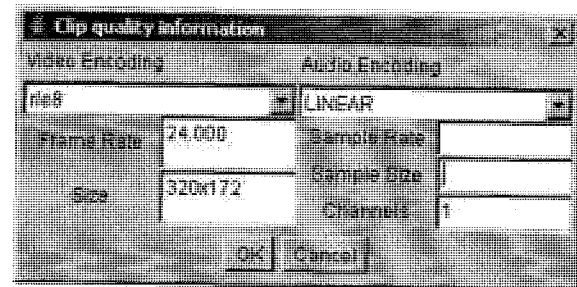 Clip quality information
Video Encoding
Audio Encoding
rle8
LINEAR
Frame Rate
24.000
Sample Rate
Size
320x172
Sample Size
Channels
1
OK
Cancel